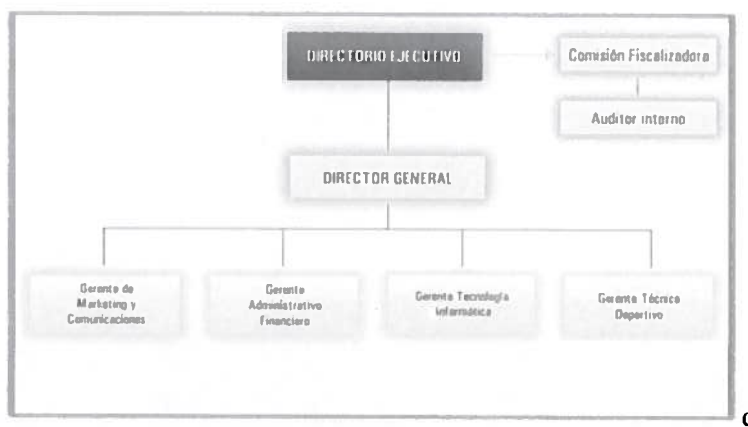 DIRECTORIO EJECUTIVO
Comisión Fiscalizadora
Auditor interno
DIRECTOR GENERAL
Gerente de
Marketing y
Comunicaciones
Gerente
Administrativo
Financiero
Gerente Tecnología
Informática
Gerente Técnico
Deportivo